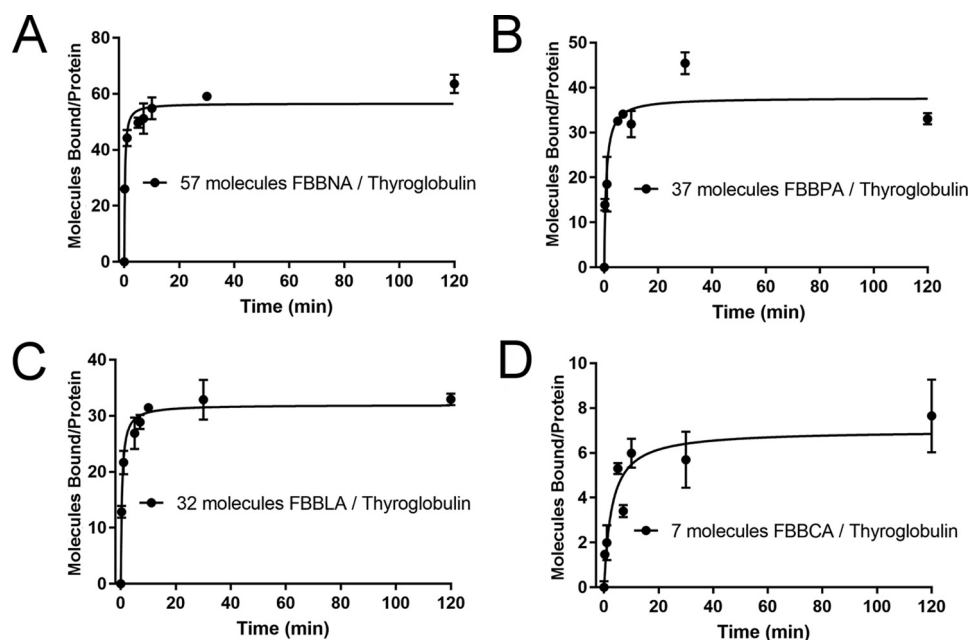 A
Molecules Bound/Protein
80
60
40
20
0
57 molecules FBBNA / Thyroglobulin
0 20 40 60 80 100 120
Time (min)
B
Molecules Bound/Protein
50
40
30
20
10
0
37 molecules FBBPA / Thyroglobulin
0 20 40 60 80 100 120
Time (min)
C
Molecules Bound/Protein
40
30
20
10
0
32 molecules FBBLA / Thyroglobulin
0 20 40 60 80 100 120
Time (min)
D
Molecules Bound/Protein
10
8
6
4
2
0
7 molecules FBBCA / Thyroglobulin
0 20 40 60 80 100 120
Time (min)